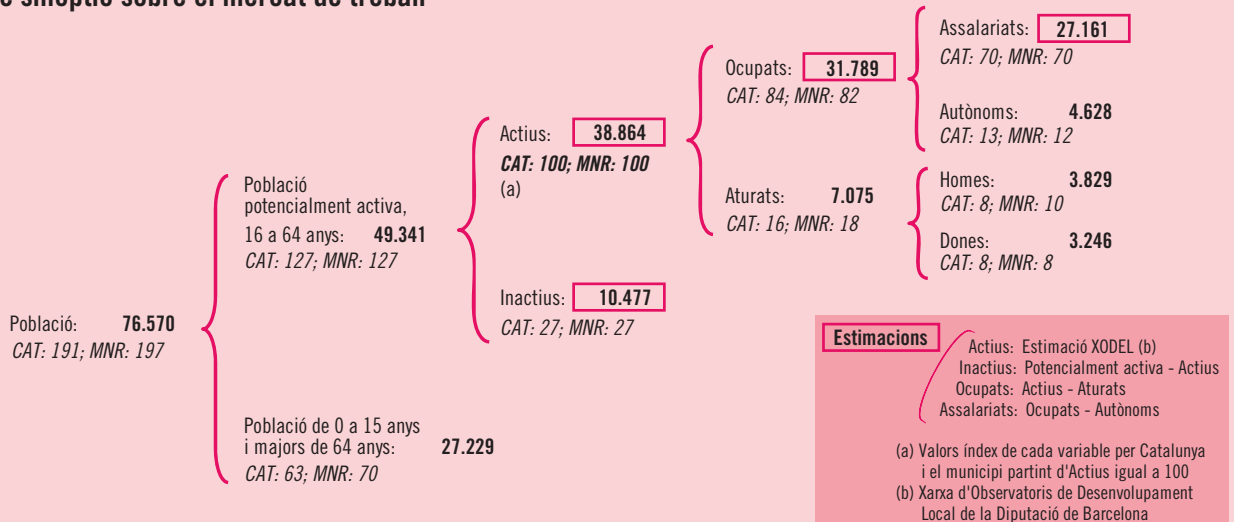 sinòptic sobre el mercat de treball
Població: 76.570
CAT: 191; MNR: 197
Població
potencialment activa,
16 a 64 anys: 49.341
CAT: 127; MNR: 127
Població de 0 a 15 anys
i majors de 64 anys: 27.229
CAT: 63; MNR: 70
Actius: 38.864
CAT: 100; MNR: 100
(a)
Inactius: 10.477
CAT: 27; MNR: 27
Ocupats: 31.789
CAT: 84; MNR: 82
Aturats: 7.075
CAT: 16; MNR: 18
Assalariats: 27.161
CAT: 70; MNR: 70
Autònoms: 4.628
CAT: 13; MNR: 12
Homes: 3.829
CAT: 8; MNR: 10
Dones: 3.246
CAT: 8; MNR: 8
Estimacions
Actius: Estimació XODEL (b)
Inactius: Potencialment activa - Actius
Ocupats: Actius - Aturats
Assalariats: Ocupats - Autònoms
(a) Valors índex de cada variable per Catalunya
i el municipi partint d'Actius igual a 100
(b) Xarxa d'Observatoris de Desenvolupament
Local de la Diputació de Barcelona